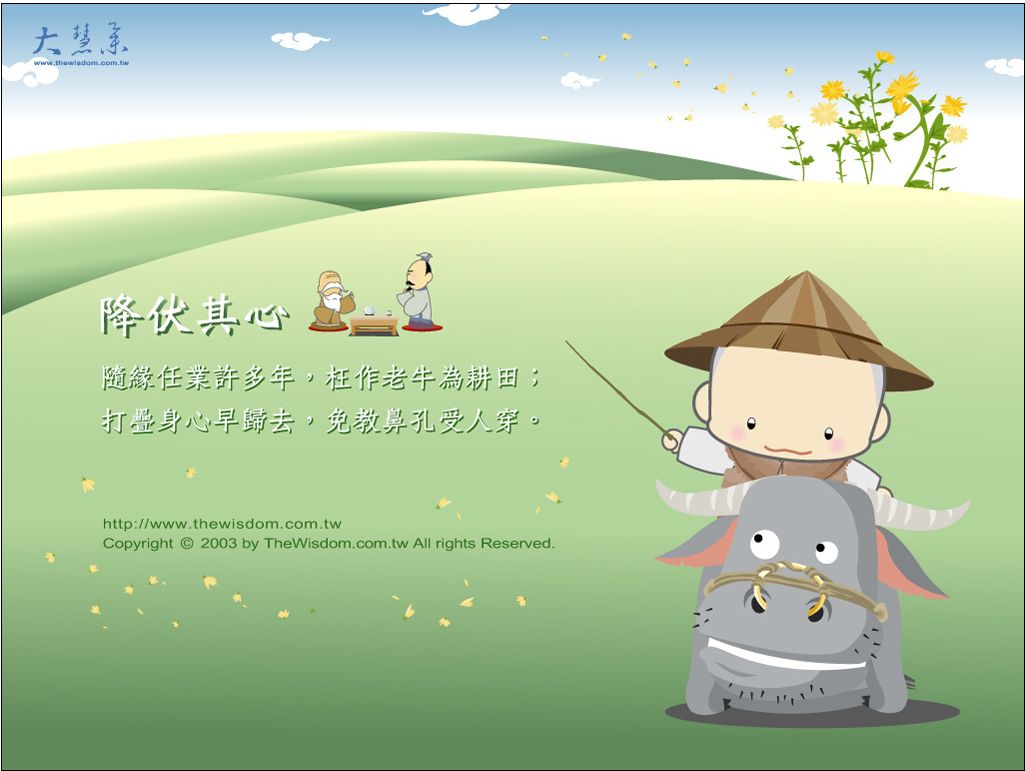 大慧集
www.thewisdom.com.tw
降伏其心
隨緣任業許多年，枉作老牛為耕田；
打疊身心早歸去，免教鼻孔受人穿。
http://www.thewisdom.com.tw
Copyright © 2003 by TheWisdom.com.tw All rights Reserved.